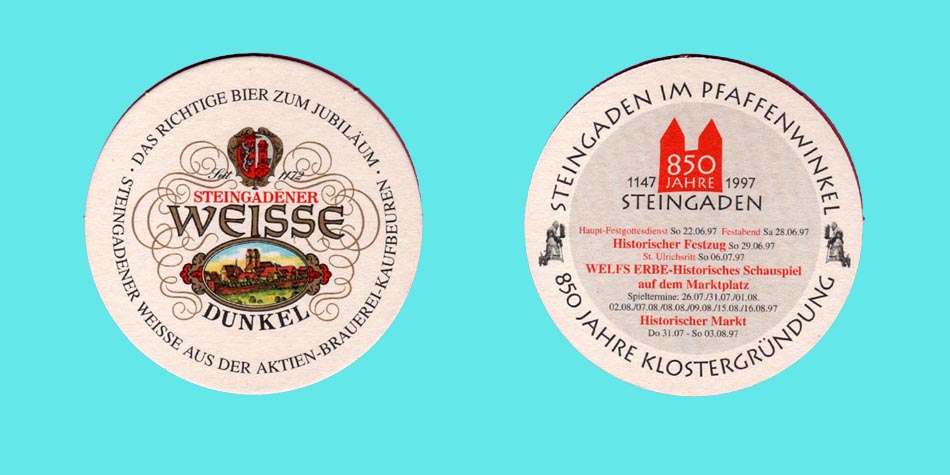 · DAS RICHTIGE BIER ZUM JUBILÄUM ·
STEINGADENER WEISSE AUS DER AKTIEN-BRAUEREI-KAUFBEUREN
Seit 1472
STEINGADENER
WEISSE
DUNKEL
STEINGADEN IM PFAFFENWINKEL
850
JAHRE
1147 1997
STEINGADEN
Haupt-Festgottesdienst So 22.06.97 Festabend Sa 28.06.97
Historischer Festzug So 29.06.97
St. Ulrichsritt So 06.07.97
WELFS ERBE-Historisches Schauspiel
auf dem Marktplatz
Spieltermine: 26.07./31.07./01.08.
02.08./07.08./08.08./09.08./15.08./16.08.97
Historischer Markt
Do 31.07 - So 03.08.97
850 JAHRE KLOSTERGRÜNDUNG